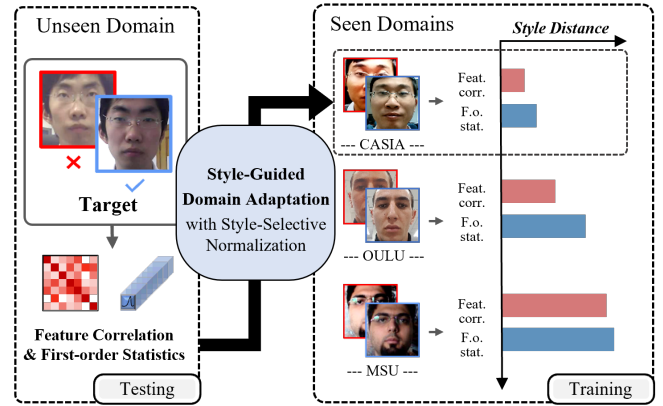 Unseen Domain
Target
Feature Correlation
& First-order Statistics
Testing
Style-Guided
Domain Adaptation
with Style-Selective
Normalization
Seen Domains
Style Distance
Feat.
corr.
F.o.
stat.
--- CASIA ---
Feat.
corr.
F.o.
stat.
--- OULU ---
Feat.
corr.
F.o.
stat.
--- MSU ---
Training